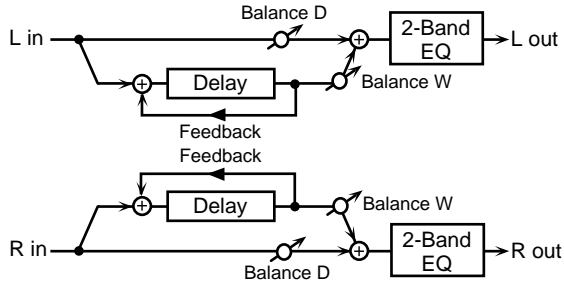 Balance D
L in
2-Band
EQ
L out
Delay
Balance W
Feedback
Feedback
Delay
Balance W
R in
2-Band
EQ
R out
Balance D